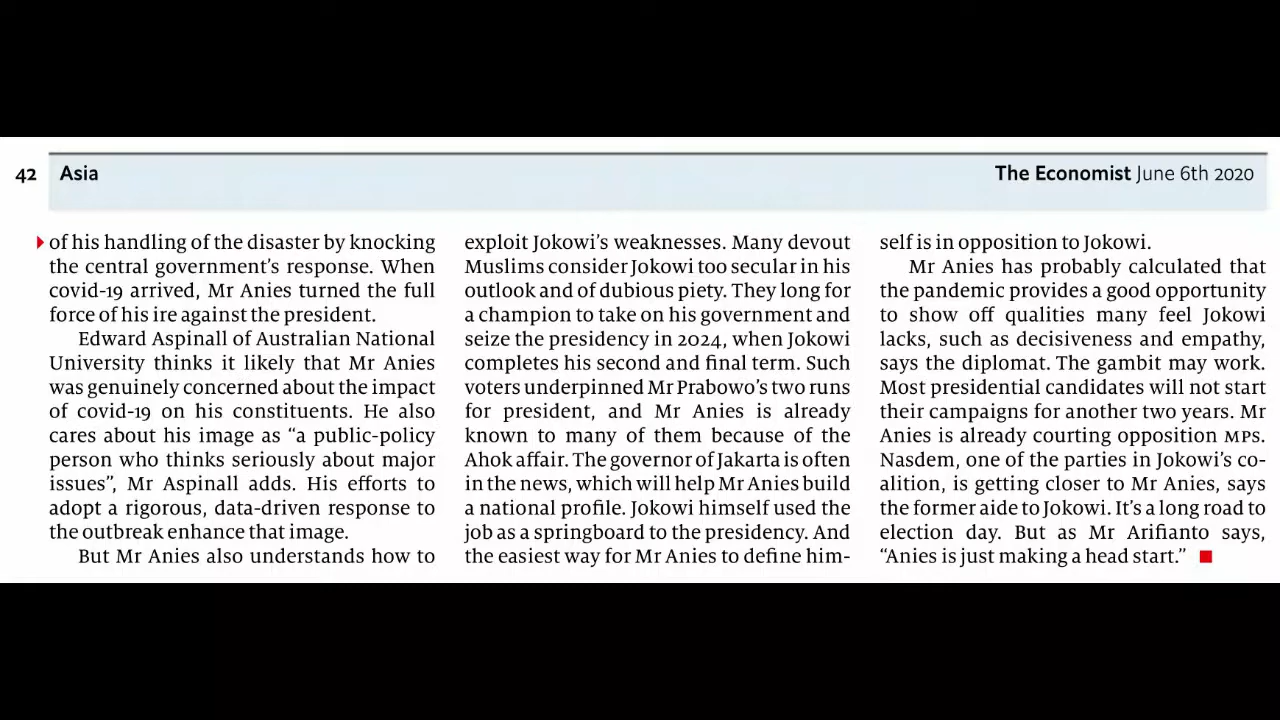 42 Asia The Economist June 6th 2020
of his handling of the disaster by knocking
the central government's response. When
covid-19 arrived, Mr Anies turned the full
force of his ire against the president.
Edward Aspinall of Australian National
University thinks it likely that Mr Anies
was genuinely concerned about the impact
of covid-19 on his constituents. He also
cares about his image as “a public-policy
person who thinks seriously about major
issues”, Mr Aspinall adds. His efforts to
adopt a rigorous, data-driven response to
the outbreak enhance that image.
But Mr Anies also understands how to
exploit Jokowi's weaknesses. Many devout
Muslims consider Jokowi too secular in his
outlook and of dubious piety. They long for
a champion to take on his government and
seize the presidency in 2024, when Jokowi
completes his second and final term. Such
voters underpinned Mr Prabowo's two runs
for president, and Mr Anies is already
known to many of them because of the
Ahok affair. The governor of Jakarta is often
in the news, which will help Mr Anies build
a national profile. Jokowi himself used the
job as a springboard to the presidency. And
the easiest way for Mr Anies to define him-
self is in opposition to Jokowi.
Mr Anies has probably calculated that
the pandemic provides a good opportunity
to show off qualities many feel Jokowi
lacks, such as decisiveness and empathy,
says the diplomat. The gambit may work.
Most presidential candidates will not start
their campaigns for another two years. Mr
Anies is already courting opposition MPs.
Nasdem, one of the parties in Jokowi's co-
alition, is getting closer to Mr Anies, says
the former aide to Jokowi. It's a long road to
election day. But as Mr Arifianto says,
“Anies is just making a head start.”